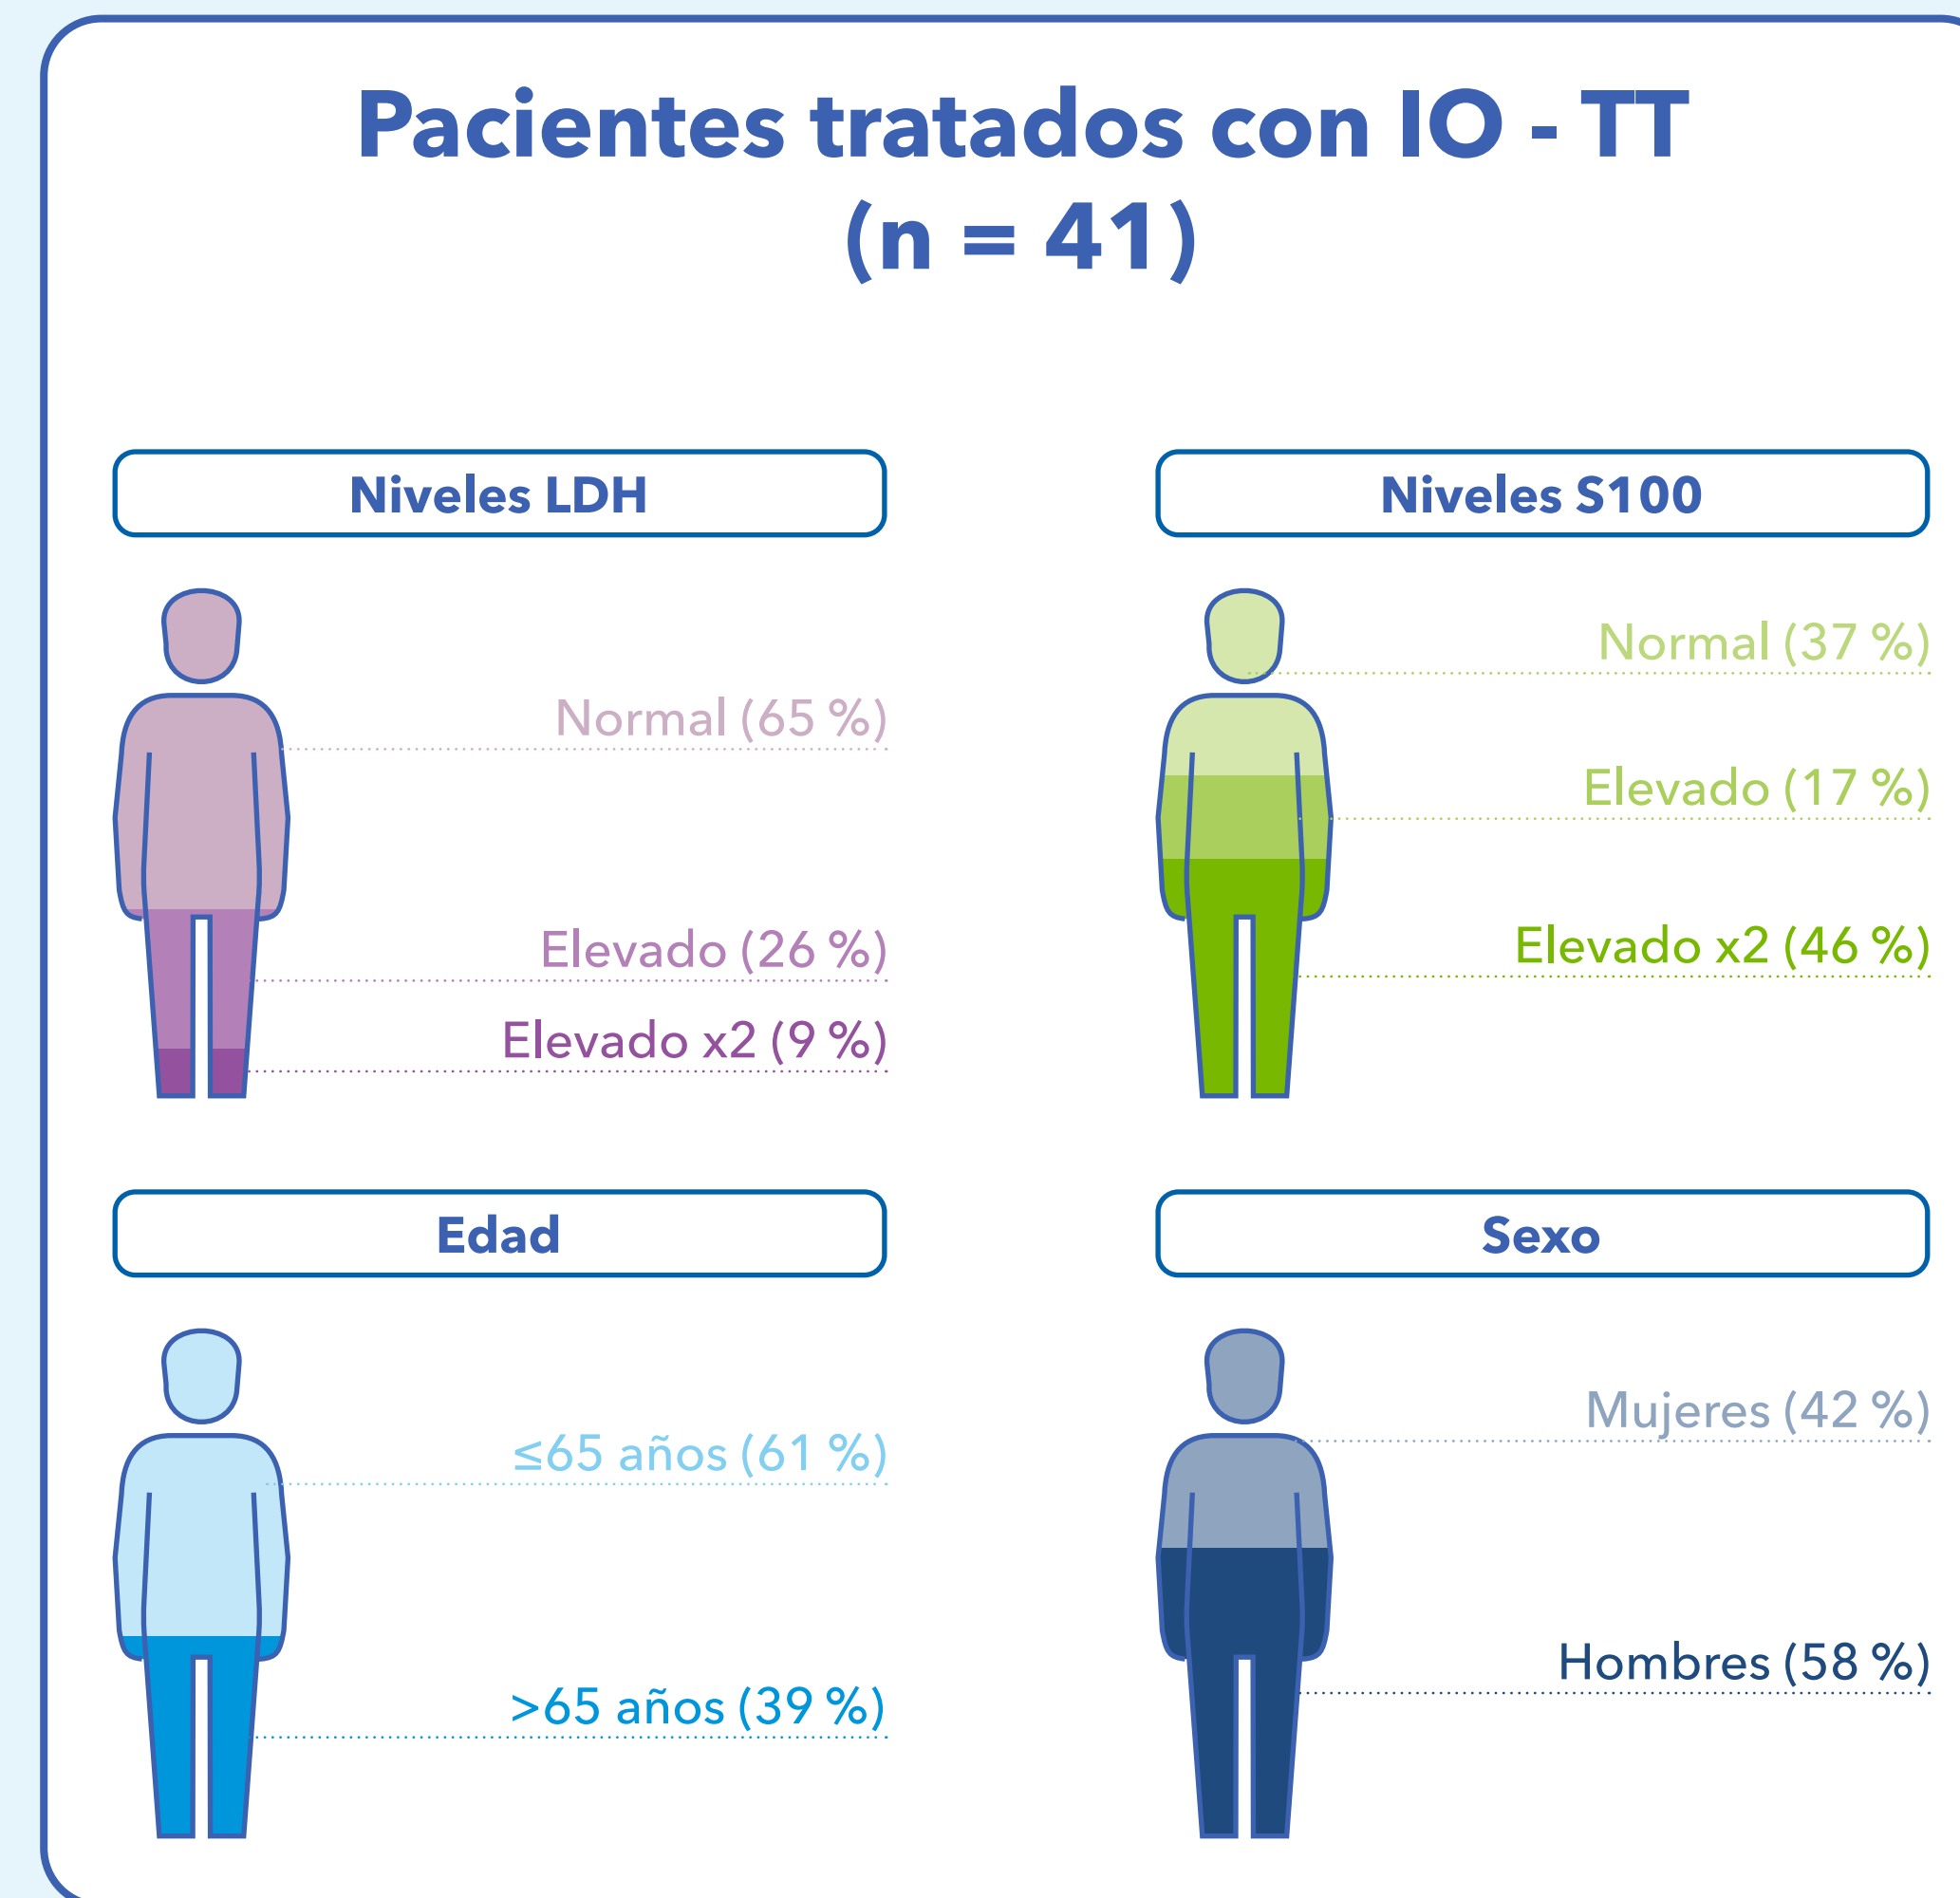 Pacientes tratados con IO - TT
(n = 41)
Niveles LDH
Normal (65 %)
Elevado (26 %)
Elevado x2 (9 %)
Niveles S100
Normal (37 %)
Elevado (17 %)
Elevado x2 (46 %)
Edad
≤65 años (61 %)
>65 años (39 %)
Sexo
Mujeres (42 %)
Hombres (58 %)